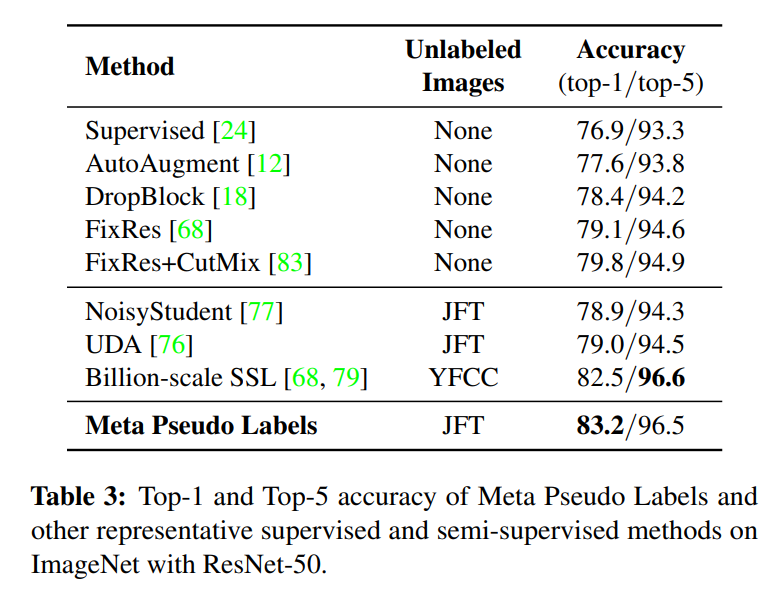 Method Unlabeled Images Accuracy (top-1/top-5)
Supervised [24] None 76.9/93.3
AutoAugment [12] None 77.6/93.8
DropBlock [18] None 78.4/94.2
FixRes [68] None 79.1/94.6
FixRes+CutMix [83] None 79.8/94.9
NoisyStudent [77] JFT 78.9/94.3
UDA [76] JFT 79.0/94.5
Billion-scale SSL [68, 79] YFCC 82.5/96.6
Meta Pseudo Labels JFT 83.2/96.5
Table 3: Top-1 and Top-5 accuracy of Meta Pseudo Labels and
other representative supervised and semi-supervised methods on
ImageNet with ResNet-50.